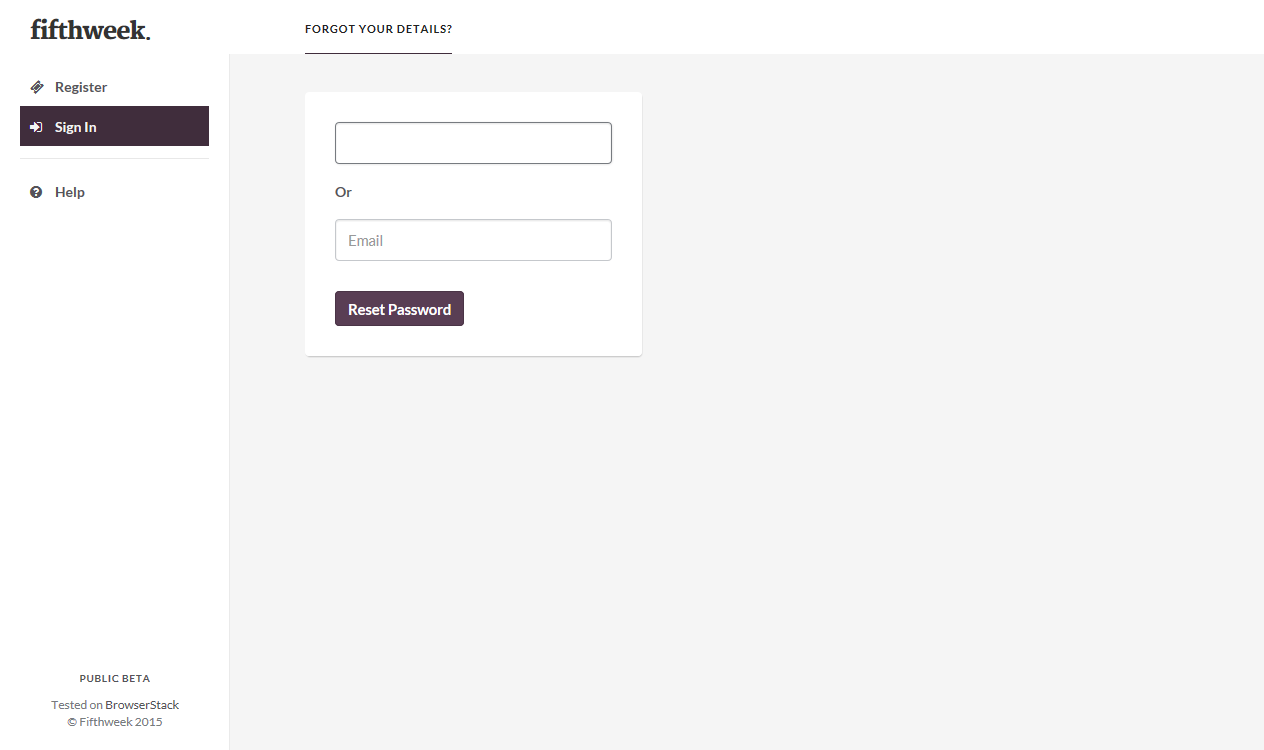 fifthweek.
FORGOT YOUR DETAILS?
Register
Sign In
Help
Or
Email
Reset Password
PUBLIC BETA
Tested on BrowserStack
© Fifthweek 2015